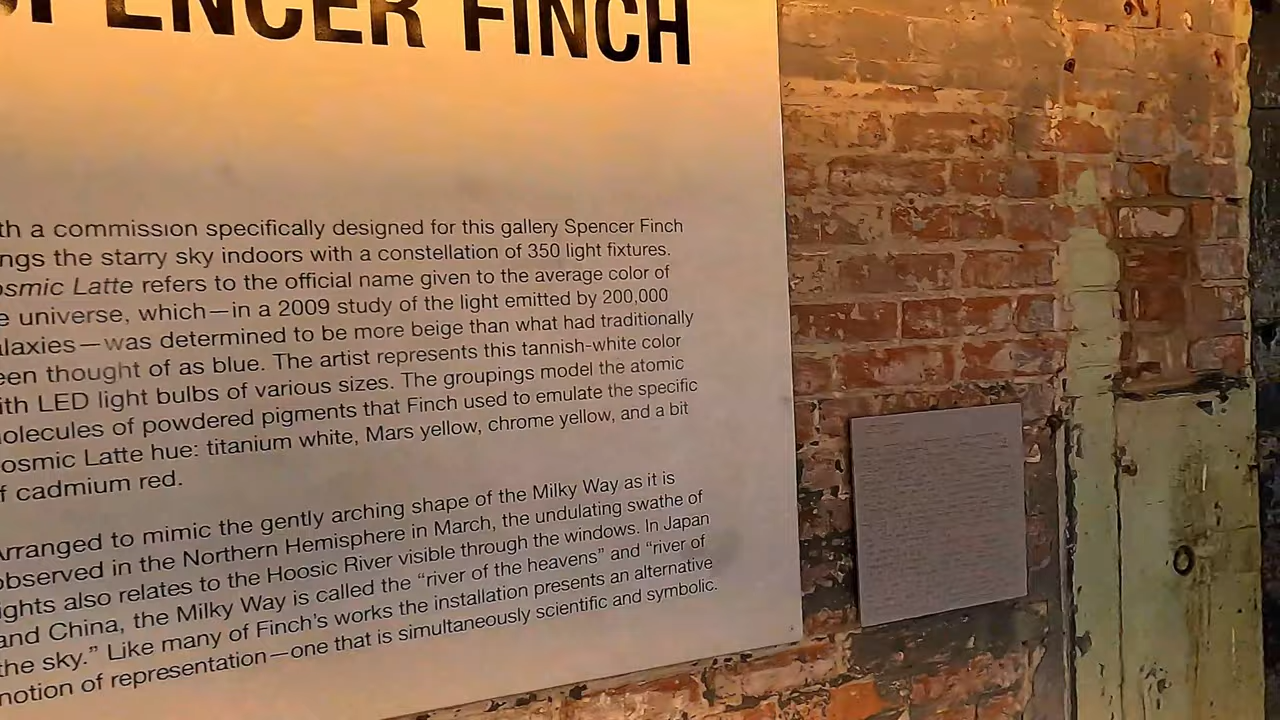 SPENCER FINCH
th a commission specifically designed for this gallery Spencer Finch
ngs the starry sky indoors with a constellation of 350 light fixtures.
osmic Latte refers to the official name given to the average color of
e universe, which—in a 2009 study of the light emitted by 200,000
alaxies—was determined to be more beige than what had traditionally
een thought of as blue. The artist represents this tannish-white color
ith LED light bulbs of various sizes. The groupings model the atomic
olecules of powdered pigments that Finch used to emulate the specific
osmic Latte hue: titanium white, Mars yellow, chrome yellow, and a bit
f cadmium red.
Arranged to mimic the gently arching shape of the Milky Way as it is
observed in the Northern Hemisphere in March, the undulating swathe of
ights also relates to the Hoosic River visible through the windows. In Japan
and China, the Milky Way is called the “river of the heavens” and “river of
the sky.” Like many of Finch’s works the installation presents an alternative
notion of representation—one that is simultaneously scientific and symbolic.